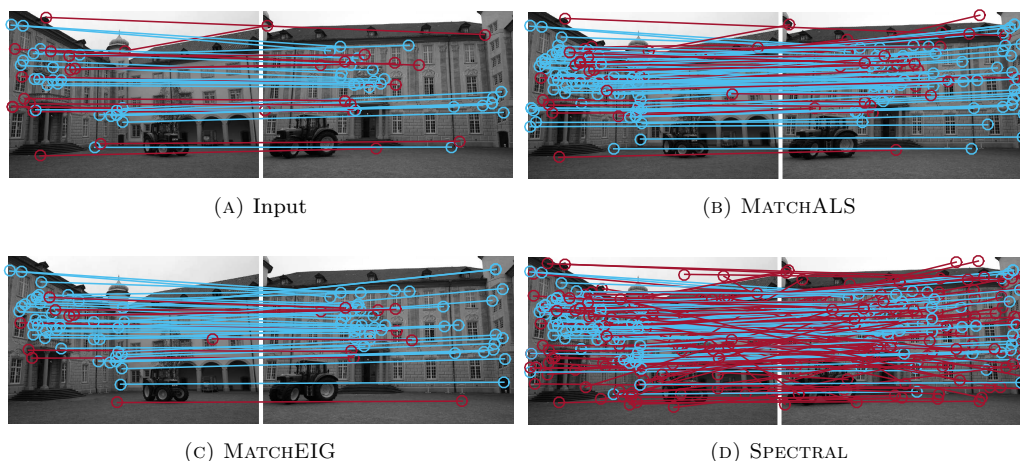 (A) Input
(B) MATCHALS
(C) MATCHEIG
(D) SPECTRAL